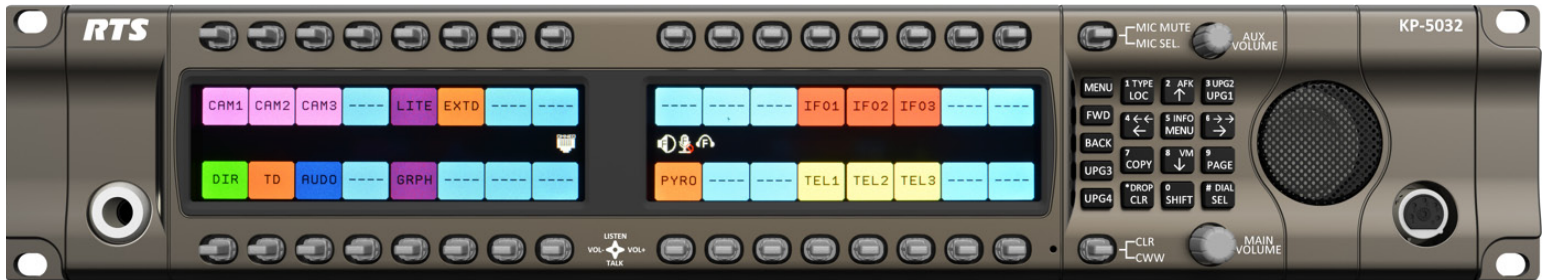 RTS
KP-5032
MIC MUTE
MIC SEL.
AUX
VOLUME
CAM1 CAM2 CAM3 ---- LITE EXTD ---- ----
---- ---- ---- IFO1 IFO2 IFO3 ---- ----
DIR TD AUDO ---- GRPH ---- ---- ----
PYRO ---- ---- TEL1 TEL2 TEL3 ---- ----
F
F
LISTEN
VOL- VOL+
TALK
MENU
FWD
BACK
UPG3
UPG4
1 TYPE
LOC
2 AFK
↑
3 UPG2
UPG1
4 ←←
←
5 INFO
MENU
6 →→
→
7
COPY
8 VM
↓
9
PAGE
*DROP
CLR
0
SHIFT
# DIAL
SEL
CLR
CWW
MAIN
VOLUME